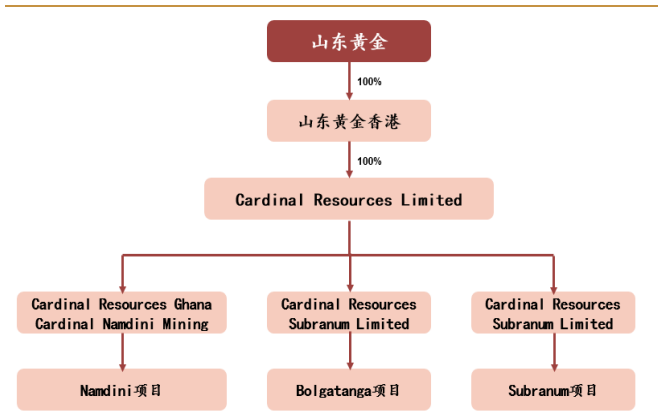 山东黄金
100%
山东黄金香港
100%
Cardinal Resources Limited
Cardinal Resources Ghana
Cardinal Namdini Mining
Cardinal Resources
Subranum Limited
Cardinal Resources
Subranum Limited
Namdini项目
Bolgatanga项目
Subranum项目